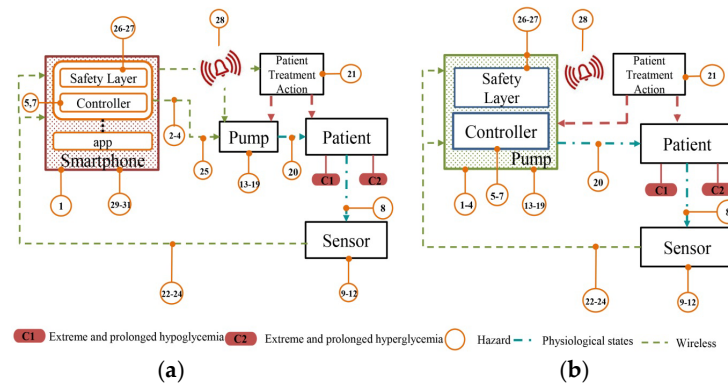 26-27
28
Patient
Treatment
Action
21
Safety Layer
5,7
Controller
2-4
app
Smartphone
Pump
Patient
25
20
13-19
C1
C2
1
29-31
8
Sensor
22-24
9-12
26-27
28
Patient
Treatment
Action
21
Safety
Layer
Controller
Pump
Patient
20
1-4
5-7
13-19
C1
C2
8
Sensor
22-24
9-12
C1 Extreme and prolonged hypoglycemia C2 Extreme and prolonged hyperglycemia Hazard Physiological states Wireless
(a) (b)